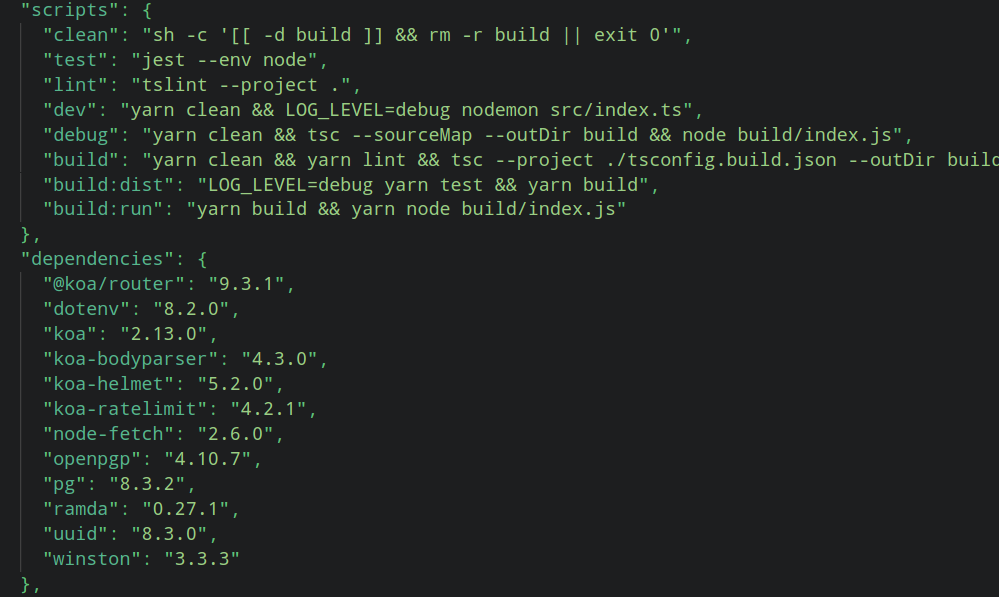 "scripts": {
"clean": "sh -c '[[ -d build ]] && rm -r build || exit 0'",
"test": "jest --env node",
"lint": "tslint --project .",
"dev": "yarn clean && LOG_LEVEL=debug nodemon src/index.ts",
"debug": "yarn clean && tsc --sourceMap --outDir build && node build/index.js",
"build": "yarn clean && yarn lint && tsc --project ./tsconfig.build.json --outDir build
"build:dist": "LOG_LEVEL=debug yarn test && yarn build",
"build:run": "yarn build && yarn node build/index.js"
},
"dependencies": {
"@koa/router": "9.3.1",
"dotenv": "8.2.0",
"koa": "2.13.0",
"koa-bodyparser": "4.3.0",
"koa-helmet": "5.2.0",
"koa-ratelimit": "4.2.1",
"node-fetch": "2.6.0",
"openpgp": "4.10.7",
"pg": "8.3.2",
"ramda": "0.27.1",
"uuid": "8.3.0",
"winston": "3.3.3"
},